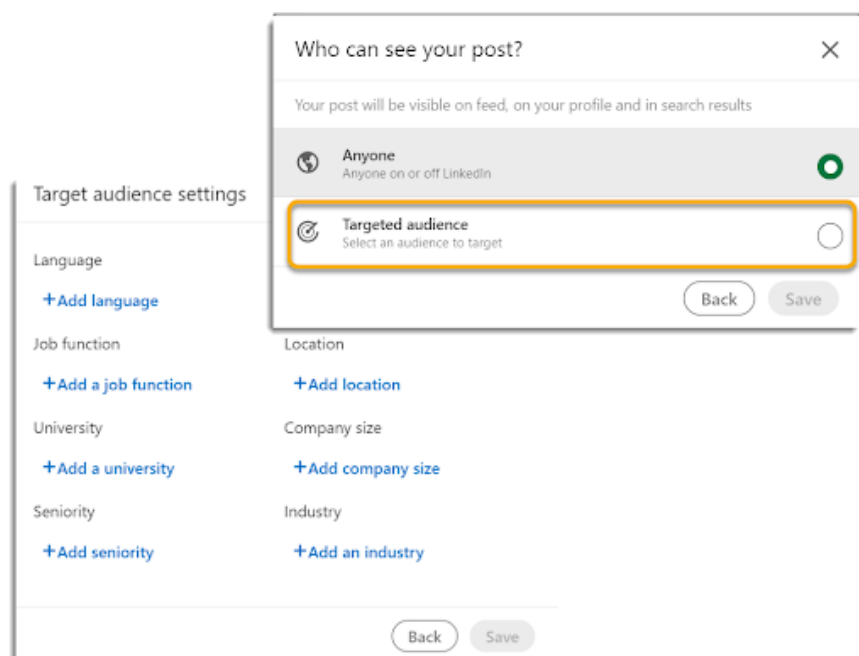 Who can see your post?
Your post will be visible on feed, on your profile and in search results
Anyone
Anyone on or off LinkedIn
Targeted audience
Select an audience to target
Back Save
Target audience settings
Language
+Add language
Job function Location
+Add a job function +Add location
University Company size
+Add a university +Add company size
Seniority Industry
+Add seniority +Add an industry
Back Save